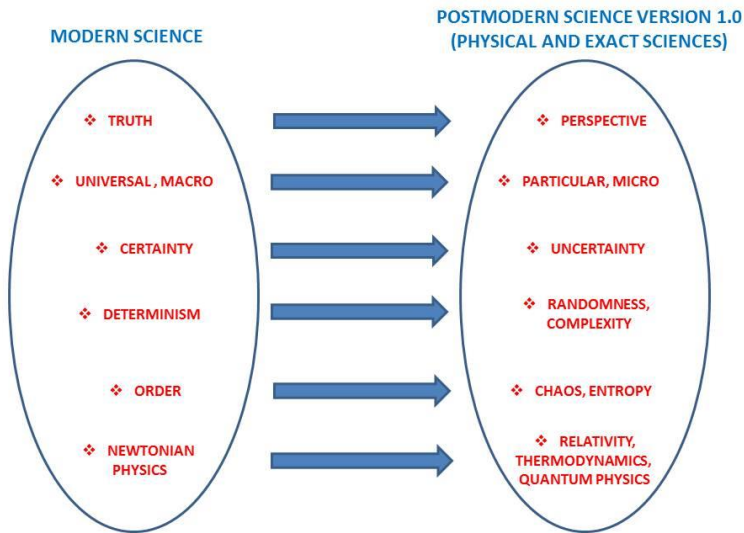 MODERN SCIENCE
POSTMODERN SCIENCE VERSION 1.0
(PHYSICAL AND EXACT SCIENCES)
❖ TRUTH
❖ PERSPECTIVE
❖ UNIVERSAL , MACRO
❖ PARTICULAR, MICRO
❖ CERTAINTY
❖ UNCERTAINTY
❖ DETERMINISM
❖ RANDOMNESS,
COMPLEXITY
❖ ORDER
❖ CHAOS, ENTROPY
❖ NEWTONIAN
PHYSICS
❖ RELATIVITY,
THERMODYNAMICS,
QUANTUM PHYSICS